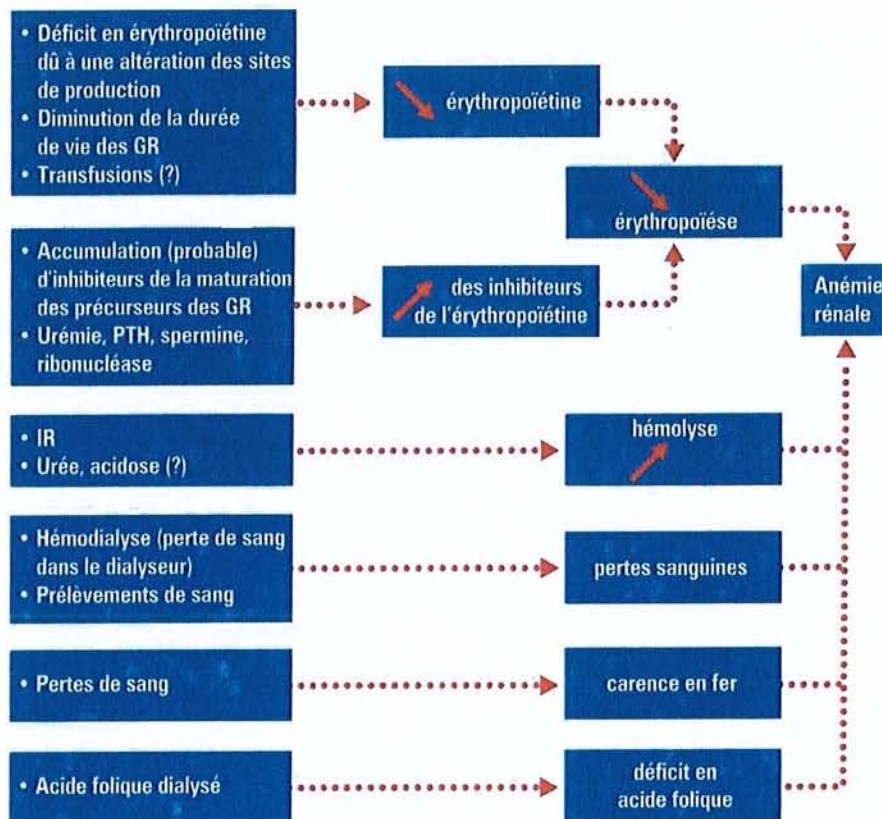 • Déficit en érythropoïétine
dû à une altération des sites
de production
• Diminution de la durée
de vie des GR
• Transfusions (?)
érythropoïétine
érythropoïése
• Accumulation (probable)
d'inhibiteurs de la maturation
des précurseurs des GR
• Urémie, PTH, spermine,
ribonucléase
des inhibiteurs
de l'érythropoïétine
Anémie
rénale
• IR
• Urée, acidose (?)
hémolyse
• Hémodialyse (perte de sang
dans le dialyseur)
• Prélèvements de sang
pertes sanguines
• Pertes de sang
carence en fer
• Acide folique dialysé
déficit en
acide folique